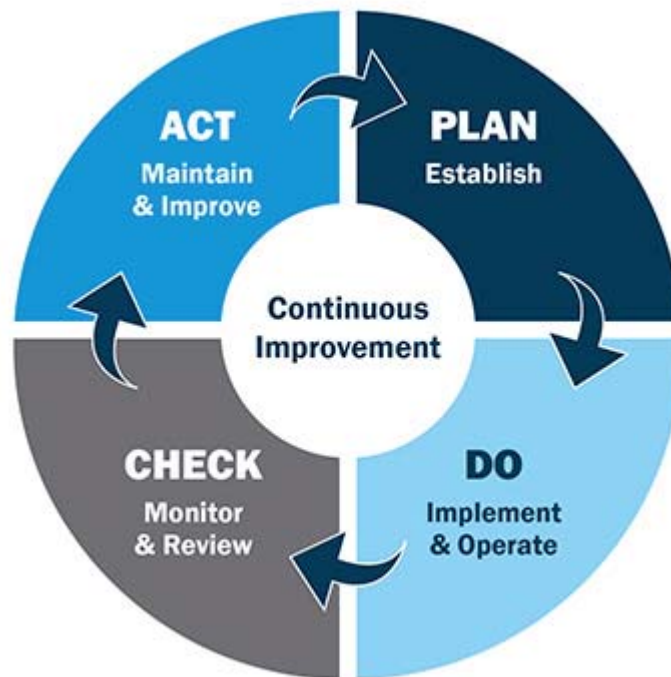 ACT
Maintain
& Improve
PLAN
Establish
Continuous
Improvement
CHECK
Monitor
& Review
DO
Implement
& Operate